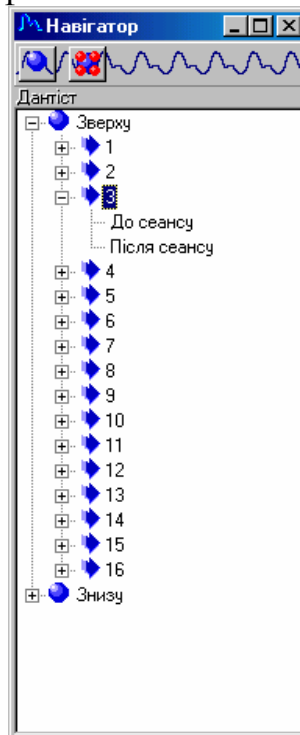 Навігатор
Дантіст
Зверху
1
2
3
До сеансу
Після сеансу
4
5
6
7
8
9
10
11
12
13
14
15
16
Знизу